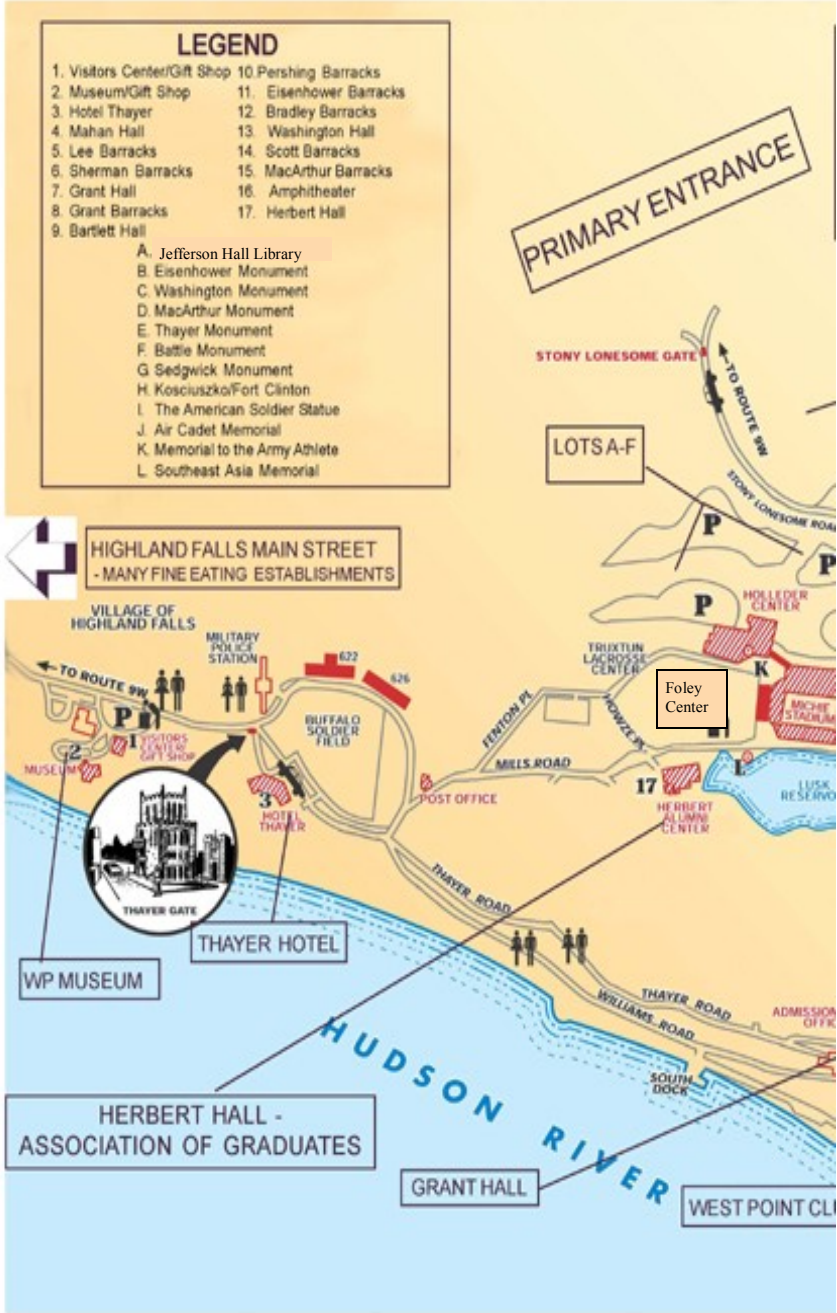 LEGEND
1. Visitors Center/Gift Shop
2. Museum/Gift Shop
3. Hotel Thayer
4. Mahan Hall
5. Lee Barracks
6. Sherman Barracks
7. Grant Hall
8. Grant Barracks
9. Bartlett Hall
10. Pershing Barracks
11. Eisenhower Barracks
12. Bradley Barracks
13. Washington Hall
14. Scott Barracks
15. MacArthur Barracks
16. Amphitheater
17. Herbert Hall
A. Jefferson Hall Library
B. Eisenhower Monument
C. Washington Monument
D. MacArthur Monument
E. Thayer Monument
F. Battle Monument
G. Sedgwick Monument
H. Kosciuszko/Fort Clinton
I. The American Soldier Statue
J. Air Cadet Memorial
K. Memorial to the Army Athlete
L. Southeast Asia Memorial
PRIMARY ENTRANCE
STONY LONESOME GATE
TO ROUTE 9W
LOTS A-F
STONY LONESOME ROAD
P
P
P
HOLLEDER
CENTER
HIGHLAND FALLS MAIN STREET
- MANY FINE EATING ESTABLISHMENTS
VILLAGE OF
HIGHLAND FALLS
MILITARY
POLICE
STATION
622
626
TO ROUTE 9W
TRUXTUN
LACROSSE
CENTER
K
Foley
Center
MICHIE
STADIUM
FENTON PL.
HOWZE PL.
BUFFALO
SOLDIER
FIELD
P
1
VISITORS
CENTER/
GIFT SHOP
2
MUSEUM
MILLS ROAD
L
LUSK
RESERVO
17
HERBERT
ALUMNI
CENTER
POST OFFICE
3
HOTEL
THAYER
THAYER GATE
THAYER ROAD
THAYER HOTEL
WP MUSEUM
THAYER ROAD
WILLIAMS ROAD
ADMISSION
OFFIC
SOUTH
DOCK
HUDSON RIVER
HERBERT HALL -
ASSOCIATION OF GRADUATES
GRANT HALL
WEST POINT CLU